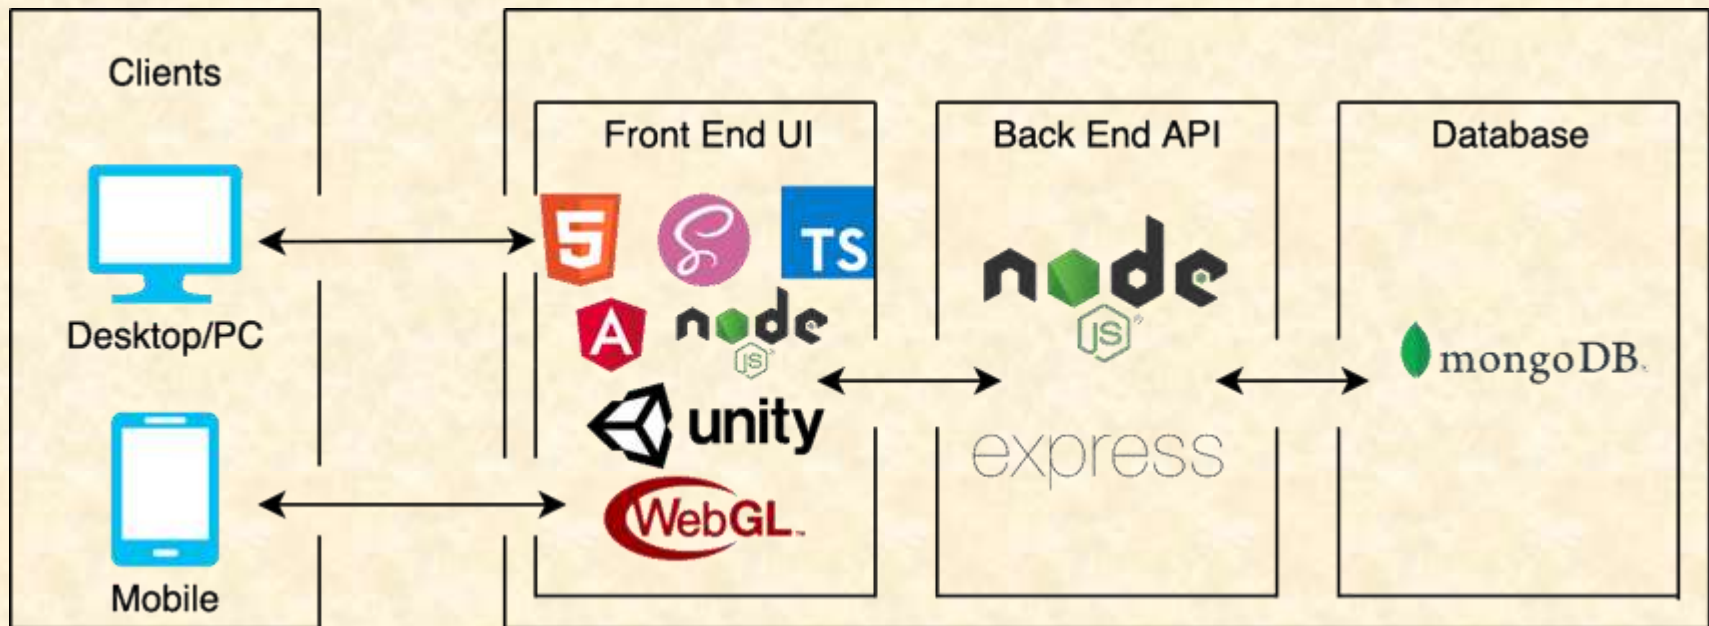 Clients
Desktop/PC
Mobile
Front End UI
5
S
TS
A
node
JS
unity
WebGL™
Back End API
node
JS®
express
Database
mongoDB